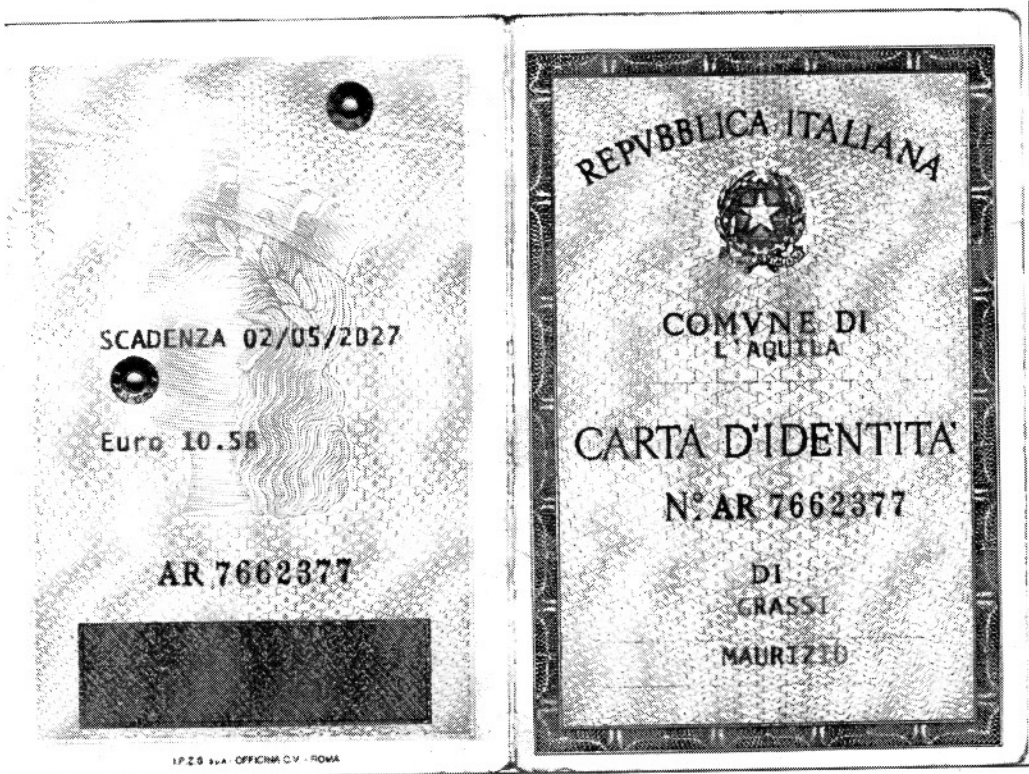 SCADENZA 02/05/2027
Euro 10.58
AR 7662377
I.P.Z.S. S.p.A. - OFFICINA C.V. - ROMA
REPVBBLICA ITALIANA
COMVNE DI
L'AQUILA
CARTA D'IDENTITA'
N.º AR 7662377
DI
GRASSI
MAURIZIO